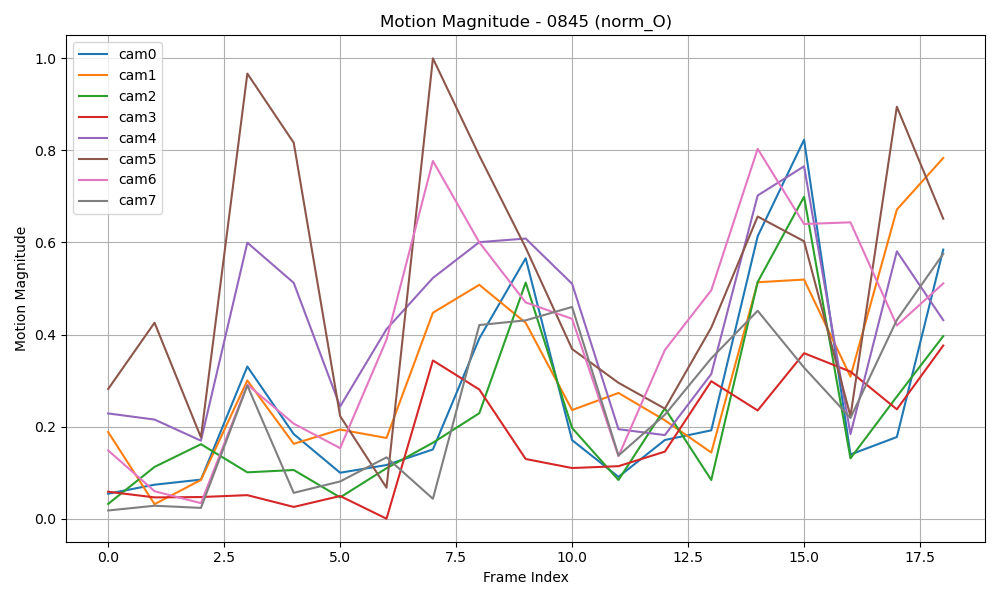 Motion Magnitude - 0845 (norm_O)
cam0
cam1
cam2
cam3
cam4
cam5
cam6
cam7
Motion Magnitude
1.0
0.8
0.6
0.4
0.2
0.0
0.0 2.5 5.0 7.5 10.0 12.5 15.0 17.5
Frame Index